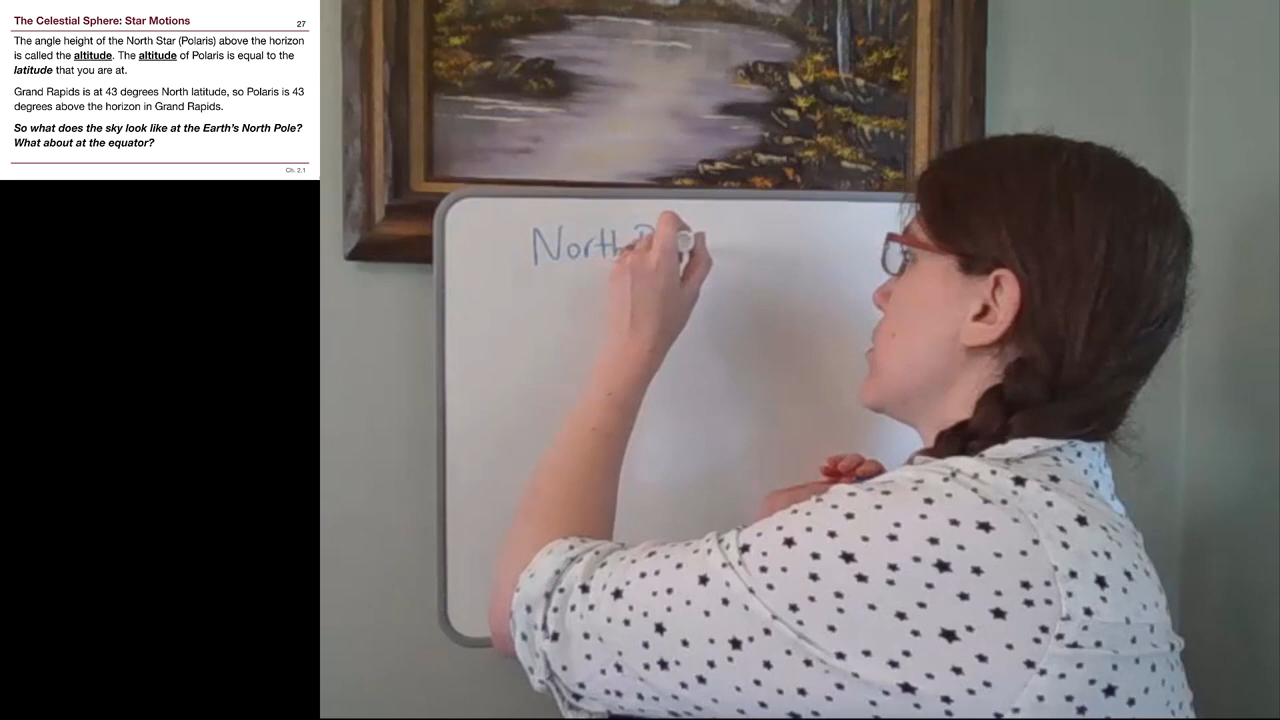 The Celestial Sphere: Star Motions
27
The angle height of the North Star (Polaris) above the horizon
is called the altitude. The altitude of Polaris is equal to the
latitude that you are at.
Grand Rapids is at 43 degrees North latitude, so Polaris is 43
degrees above the horizon in Grand Rapids.
So what does the sky look like at the Earth's North Pole?
What about at the equator?
Ch. 2.1
North